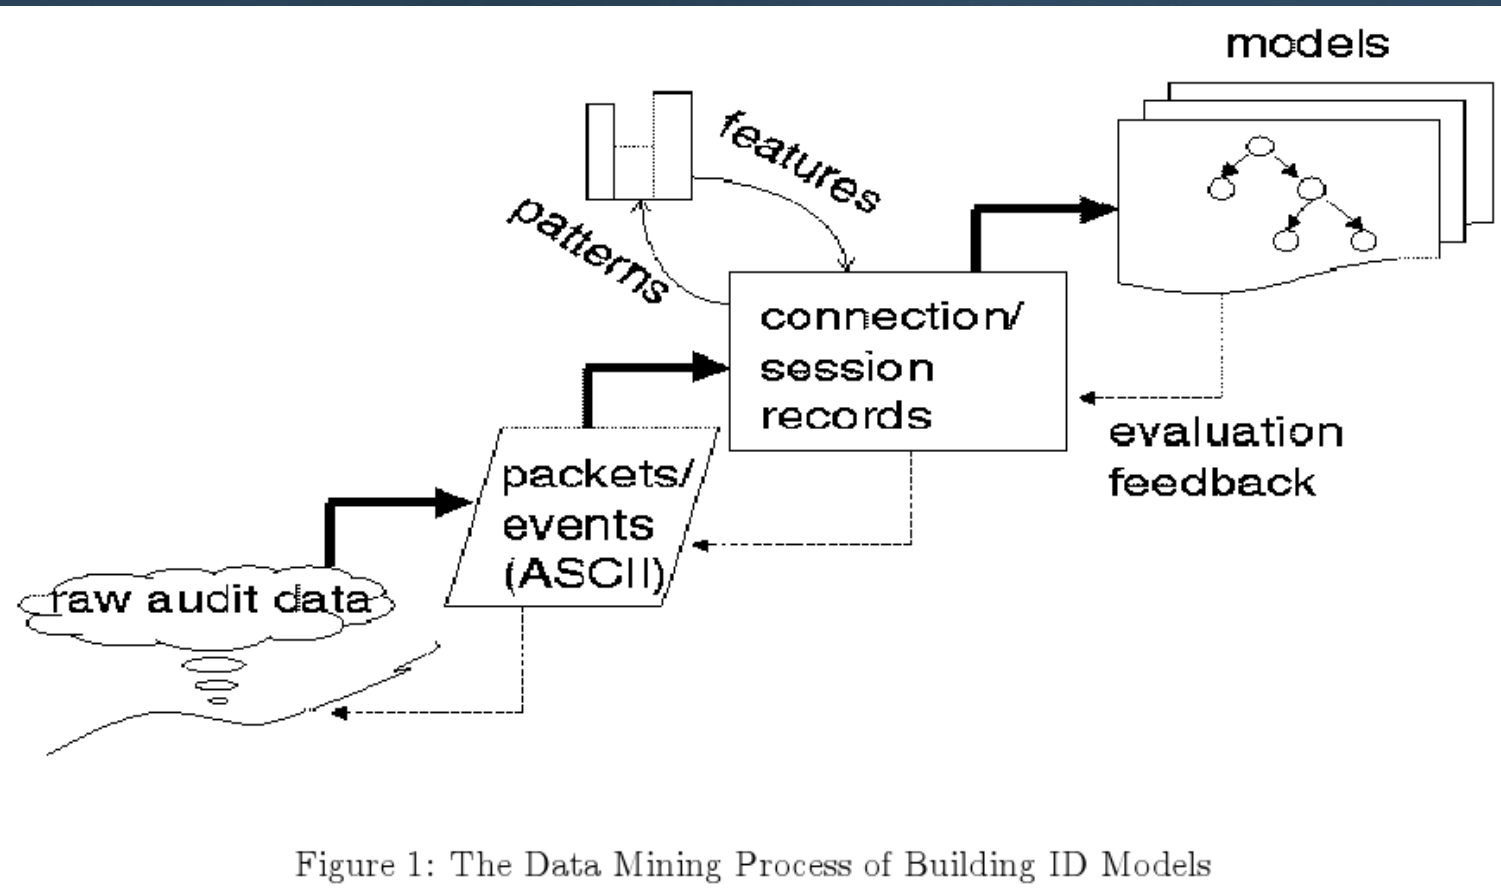 models
features
patterns
connection/
session
records
evaluation
feedback
packets/
events
(ASCII)
raw audit data
Figure 1: The Data Mining Process of Building ID Models